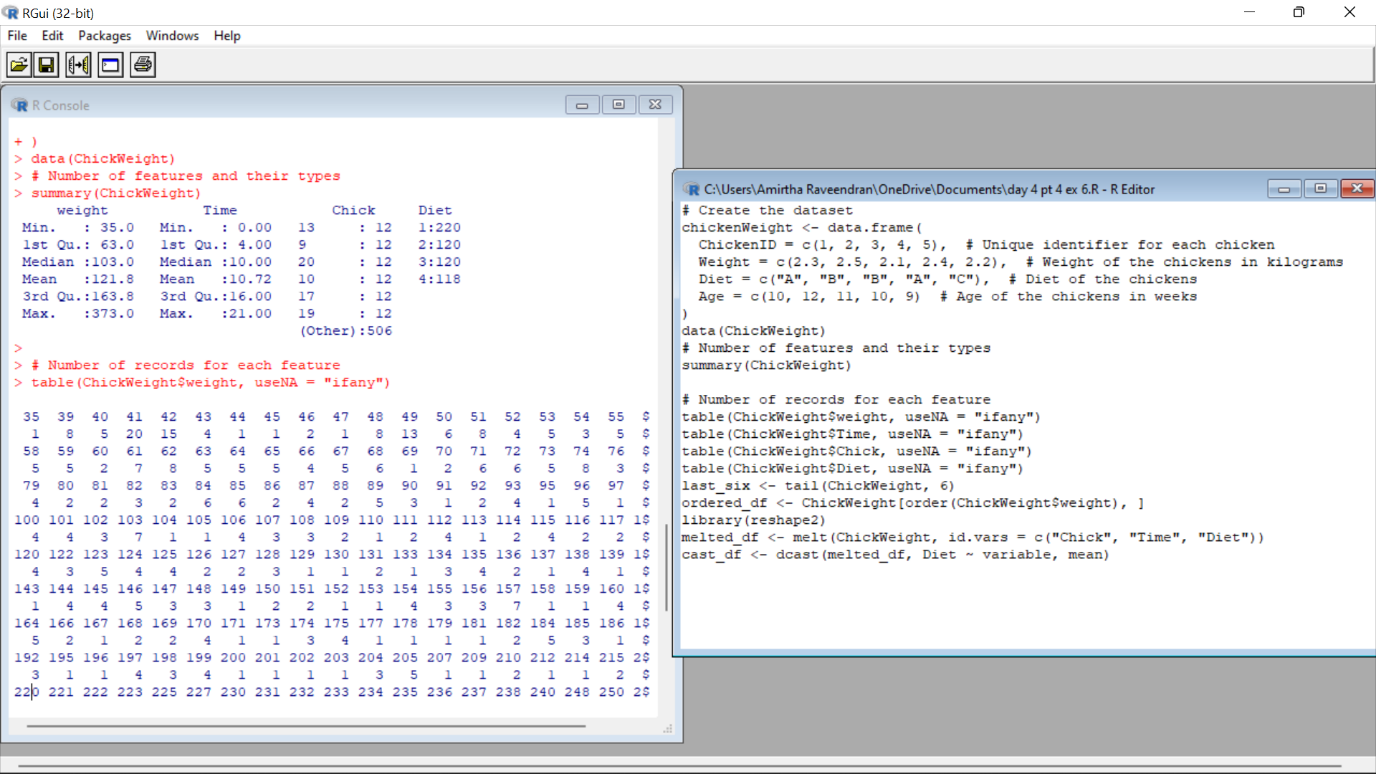 RGui (32-bit)
File Edit Packages Windows Help
R Console
+ )
> data(ChickWeight)
> # Number of features and their types
> summary(ChickWeight)
     weight           Time           Chick     Diet
 Min.   : 35.0   Min.   : 0.00   13     : 12   1:220
 1st Qu.: 63.0   1st Qu.: 4.00   9      : 12   2:120
 Median :103.0   Median :10.00   20     : 12   3:120
 Mean   :121.8   Mean   :10.72   10     : 12   4:118
 3rd Qu.:163.8   3rd Qu.:16.00   17     : 12
 Max.   :373.0   Max.   :21.00   19     : 12
                                 (Other):506
>
> # Number of records for each feature
> table(ChickWeight$weight, useNA = "ifany")
 35  39  40  41  42  43  44  45  46  47  48  49  50  51  52  53  54  55  $
  1   8   5  20  15   4   1   1   2   1   8  13   6   8   4   5   3   5  $
 58  59  60  61  62  63  64  65  66  67  68  69  70  71  72  73  74  76  $
  5   5   2   7   8   5   5   5   4   5   6   1   2   6   6   5   8   3  $
 79  80  81  82  83  84  85  86  87  88  89  90  91  92  93  95  96  97  $
  4   2   2   3   2   6   6   2   4   2   5   3   1   2   4   1   5   1  $
100 101 102 103 104 105 106 107 108 109 110 111 112 113 114 115 116 117 1$
  4   4   3   7   1   1   4   3   3   2   1   2   4   1   2   4   2   2  $
120 122 123 124 125 126 127 128 129 130 131 133 134 135 136 137 138 139 1$
  4   3   5   4   4   2   2   3   1   1   2   1   3   4   2   1   4   1  $
143 144 145 146 147 148 149 150 151 152 153 154 155 156 157 158 159 160 1$
  1   4   4   5   3   3   1   2   2   1   1   4   3   3   7   1   1   4  $
164 166 167 168 169 170 171 173 174 175 177 178 179 181 182 184 185 186 1$
  5   2   1   2   2   4   1   1   3   4   1   1   1   1   2   5   3   1  $
192 195 196 197 198 199 200 201 202 203 204 205 207 209 210 212 214 215 2$
  3   1   1   4   3   4   1   1   1   1   3   5   1   1   2   1   1   2  $
220 221 222 223 225 227 230 231 232 233 234 235 236 237 238 240 248 250 2$
C:\Users\Amirtha Raveendran\OneDrive\Documents\day 4 pt 4 ex 6.R - R Editor
# Create the dataset
chickenWeight <- data.frame(
  ChickenID = c(1, 2, 3, 4, 5),  # Unique identifier for each chicken
  Weight = c(2.3, 2.5, 2.1, 2.4, 2.2),  # Weight of the chickens in kilograms
  Diet = c("A", "B", "B", "A", "C"),  # Diet of the chickens
  Age = c(10, 12, 11, 10, 9)  # Age of the chickens in weeks
)
data(ChickWeight)
# Number of features and their types
summary(ChickWeight)
# Number of records for each feature
table(ChickWeight$weight, useNA = "ifany")
table(ChickWeight$Time, useNA = "ifany")
table(ChickWeight$Chick, useNA = "ifany")
table(ChickWeight$Diet, useNA = "ifany")
last_six <- tail(ChickWeight, 6)
ordered_df <- ChickWeight[order(ChickWeight$weight), ]
library(reshape2)
melted_df <- melt(ChickWeight, id.vars = c("Chick", "Time", "Diet"))
cast_df <- dcast(melted_df, Diet ~ variable, mean)